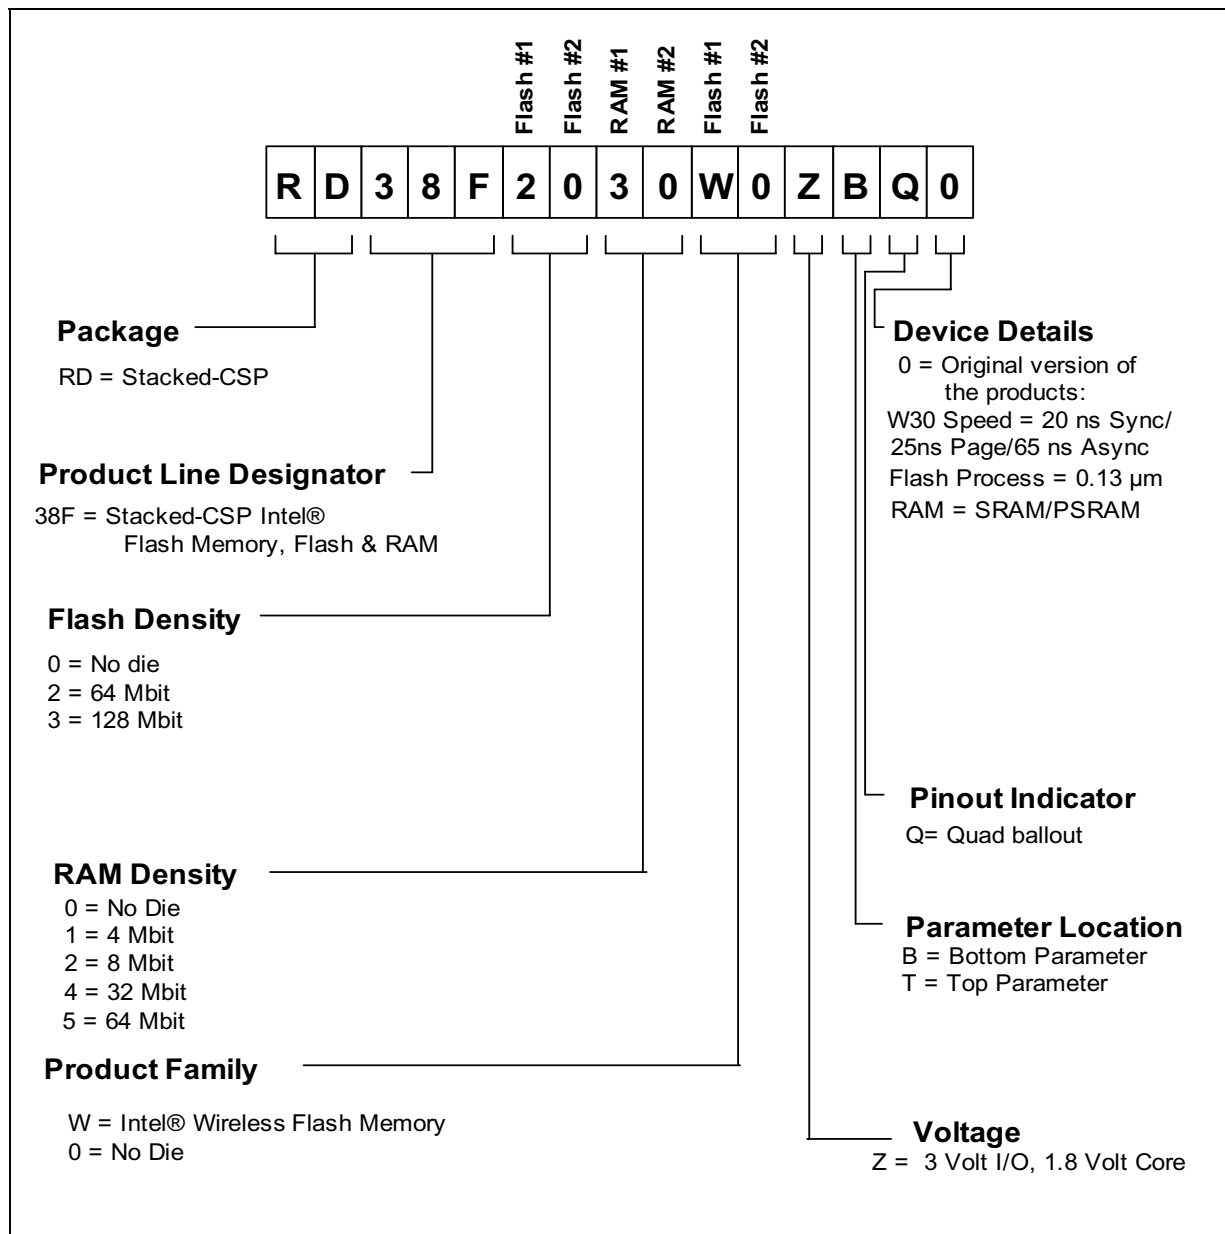 Flash #1
Flash #2
RAM #1
RAM #2
Flash #1
Flash #2
R D 3 8 F 2 0 3 0 W 0 Z B Q 0
Package
RD = Stacked-CSP
Product Line Designator
38F = Stacked-CSP Intel®
Flash Memory, Flash & RAM
Flash Density
0 = No die
2 = 64 Mbit
3 = 128 Mbit
RAM Density
0 = No Die
1 = 4 Mbit
2 = 8 Mbit
4 = 32 Mbit
5 = 64 Mbit
Product Family
W = Intel® Wireless Flash Memory
0 = No Die
Device Details
0 = Original version of
the products:
W30 Speed = 20 ns Sync/
25ns Page/65 ns Async
Flash Process = 0.13 µm
RAM = SRAM/PSRAM
Pinout Indicator
Q= Quad ballout
Parameter Location
B = Bottom Parameter
T = Top Parameter
Voltage
Z = 3 Volt I/O, 1.8 Volt Core